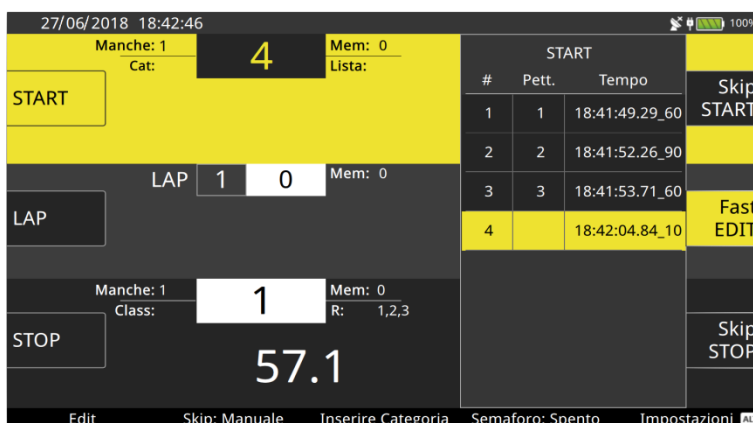 27/06/2018 18:42:46 100%
Manche: 1 4 Mem: 0
Cat: Lista:
START
LAP 1 0 Mem: 0
LAP
Manche: 1 1 Mem: 0
Class: R: 1,2,3
STOP
57.1
START
# Pett. Tempo
1 1 18:41:49.29_60
2 2 18:41:52.26_90
3 3 18:41:53.71_60
4 18:42:04.84_10
Skip
START
Fast
EDIT
Skip
STOP
Edit Skip: Manuale Inserire Categoria Semaforo: Spento Impostazioni